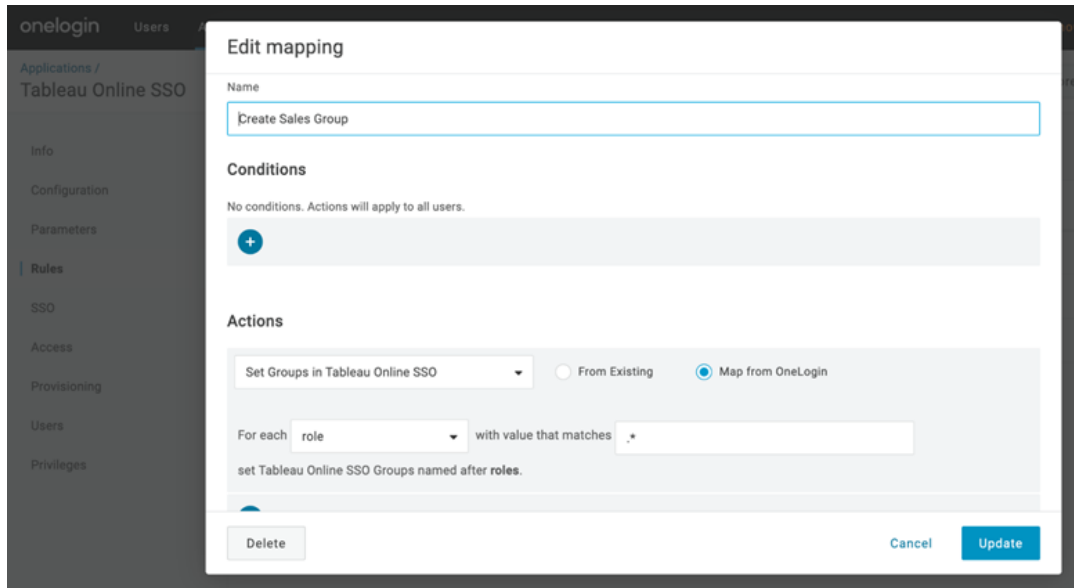 onelogin Users A
Edit mapping
Applications /
Tableau Online SSO
Name
Create Sales Group
Info
Conditions
Configuration
No conditions. Actions will apply to all users.
Parameters
Rules
SSO
Actions
Access
Set Groups in Tableau Online SSO From Existing Map from OneLogin
Provisioning
Users
For each role with value that matches .*
Privileges
set Tableau Online SSO Groups named after roles.
Delete Cancel Update